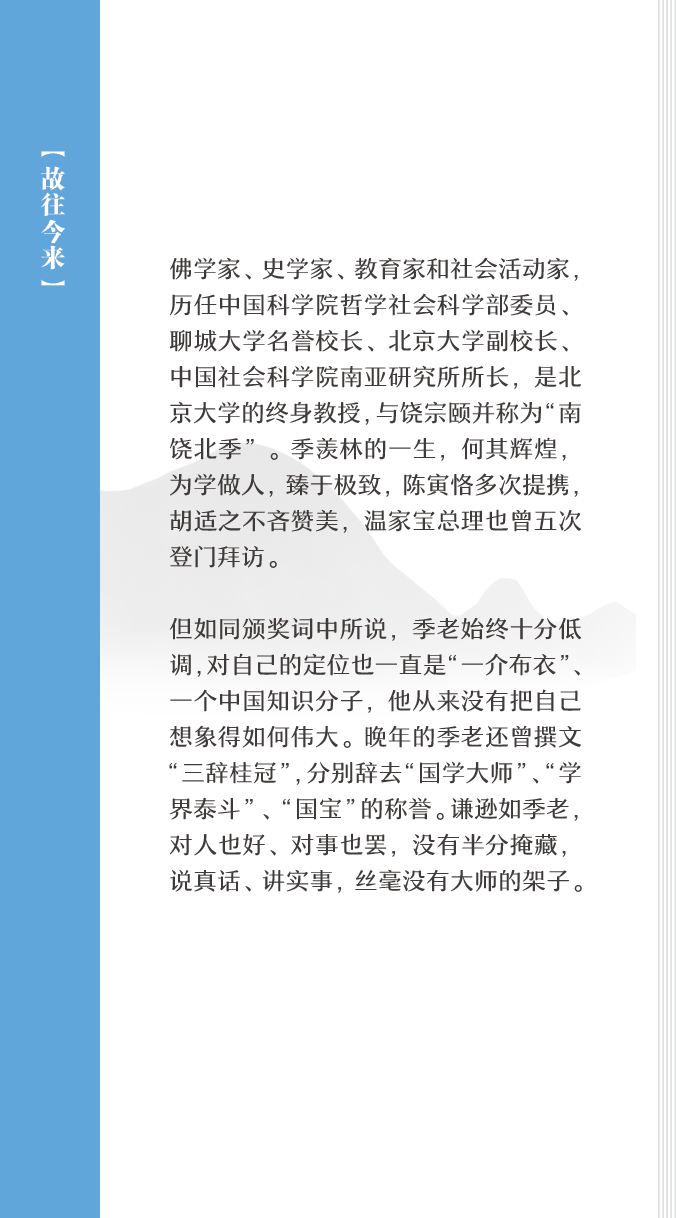 【故往今来】
佛学家、史学家、教育家和社会活动家，
历任中国科学院哲学社会科学部委员、
聊城大学名誉校长、北京大学副校长、
中国社会科学院南亚研究所所长，是北
京大学的终身教授，与饶宗颐并称为“南
饶北季”。季羡林的一生，何其辉煌，
为学做人，臻于极致，陈寅恪多次提携，
胡适之不吝赞美，温家宝总理也曾五次
登门拜访。
但如同颁奖词中所说，季老始终十分低
调，对自己的定位也一直是“一介布衣”、
一个中国知识分子，他从来没有把自己
想象得如何伟大。晚年的季老还曾撰文
“三辞桂冠”，分别辞去“国学大师”、“学
界泰斗”、“国宝”的称誉。谦逊如季老，
对人也好、对事也罢，没有半分掩藏，
说真话、讲实事，丝毫没有大师的架子。